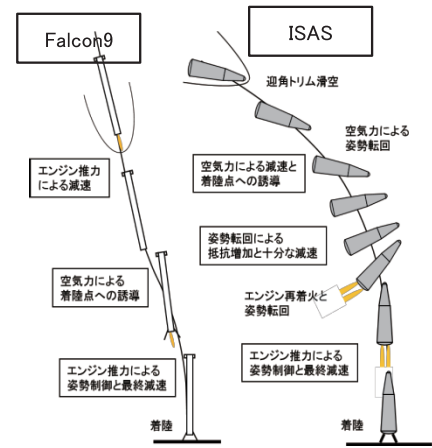 Falcon9
エンジン推力
による減速
空気力による
着陸点への誘導
エンジン推力による
姿勢制御と最終減速
着陸
ISAS
迎角トリム滑空
空気力による
姿勢転回
空気力による減速と
着陸点への誘導
姿勢転回による
抵抗増加と十分な減速
エンジン再着火と
姿勢転回
エンジン推力による
姿勢制御と最終減速
着陸